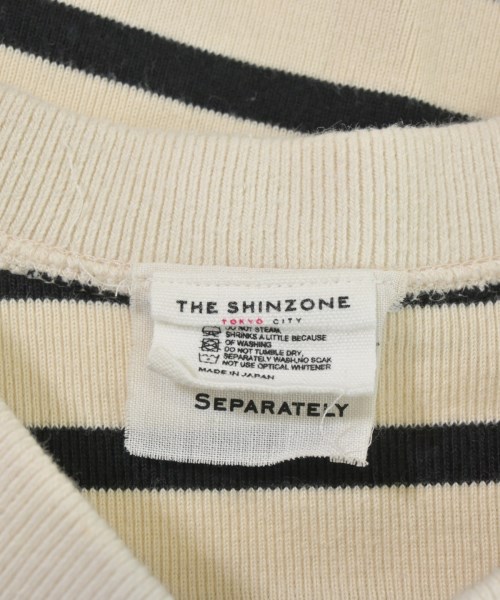 THE SHINZONE
TOKYO CITY
DO NOT STEAM.
SHRINKS A LITTLE BECAUSE
OF WASHING
DO NOT TUMBLE DRY,
SEPARATELY WASH, NO SOAK
NOT USE OPTICAL WHITENER
MADE IN JAPAN
SEPARATELY